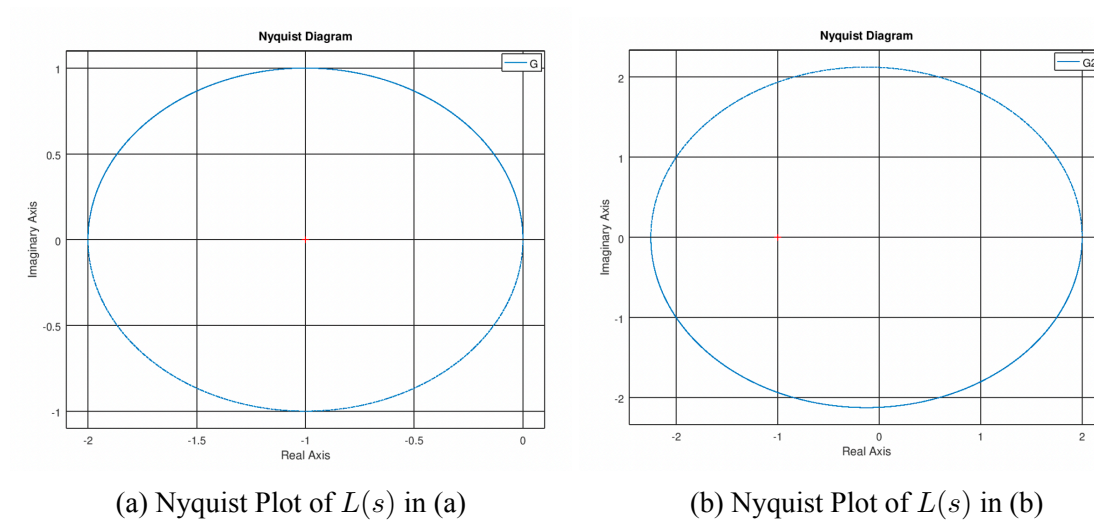 Nyquist Diagram
G
1
0.5
0
-0.5
-1
Imaginary Axis
-2
-1.5
-1
-0.5
0
Real Axis
(a) Nyquist Plot of L(s) in (a)
Nyquist Diagram
G2
2
1
0
-1
-2
Imaginary Axis
-2
-1
0
1
2
Real Axis
(b) Nyquist Plot of L(s) in (b)